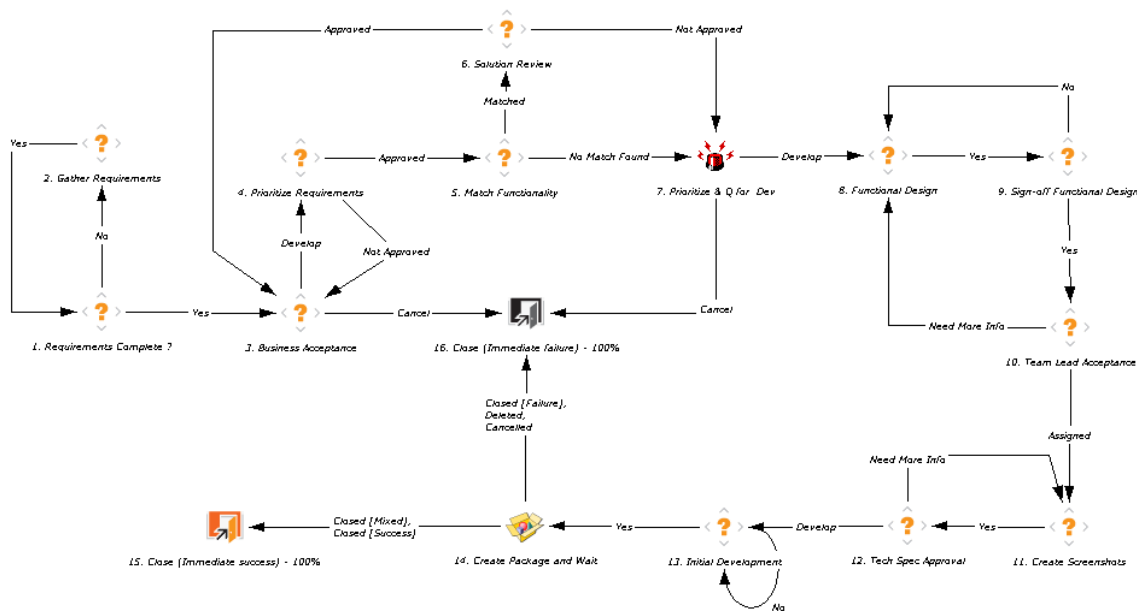 Approved
Not Approved
6. Solution Review
Matched
No
Yes
Approved
No Match Found
Develop
Yes
2. Gather Requirements
4. Prioritize Requirements
5. Match Functionality
7. Prioritize & Q for Dev
8. Functional Design
9. Sign-off Functional Design
No
Develop
Not Approved
Yes
Yes
Cancel
Cancel
Need More Info
1. Requirements Complete ?
3. Business Acceptance
16. Close (Immediate failure) - 100%
10. Team Lead Acceptance
Closed [Failure],
Deleted,
Cancelled
Assigned
Need More Info
Closed [Mixed],
Closed [Success]
Yes
Develop
Yes
15. Close (Immediate success) - 100%
14. Create Package and Wait
13. Initial Development
12. Tech Spec Approval
11. Create Screenshots
No